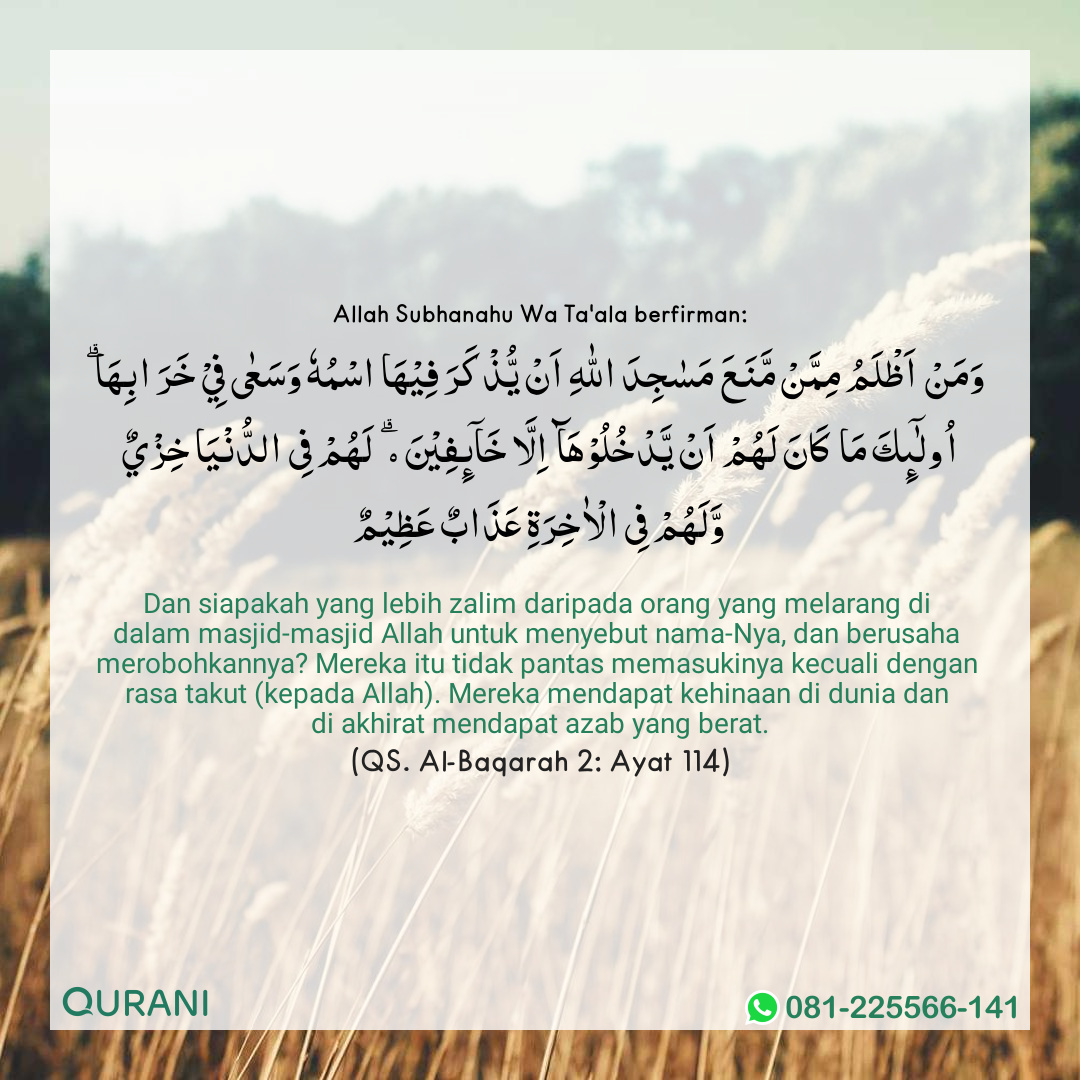 Allah Subhanahu Wa Ta'ala berfirman:
وَمَنْ اَظْلَمُ مِمَّنْ مَّنَعَ مَسٰجِدَ اللّٰهِ اَنْ يُّذْكَرَ فِيْهَا اسْمُهٗ وَسَعٰى فِيْ خَرَابِهَاۗ
اُولٰۤىِٕكَ مَا كَانَ لَهُمْ اَنْ يَّدْخُلُوْهَآ اِلَّا خَاۤىِٕفِيْنَ ەۗ لَهُمْ فِى الدُّنْيَا خِزْيٌ
وَّلَهُمْ فِى الْاٰخِرَةِ عَذَابٌ عَظِيْمٌ
Dan siapakah yang lebih zalim daripada orang yang melarang di
dalam masjid-masjid Allah untuk menyebut nama-Nya, dan berusaha
merobohkannya? Mereka itu tidak pantas memasukinya kecuali dengan
rasa takut (kepada Allah). Mereka mendapat kehinaan di dunia dan
di akhirat mendapat azab yang berat.
(QS. Al-Baqarah 2: Ayat 114)
QURANI
081-225566-141